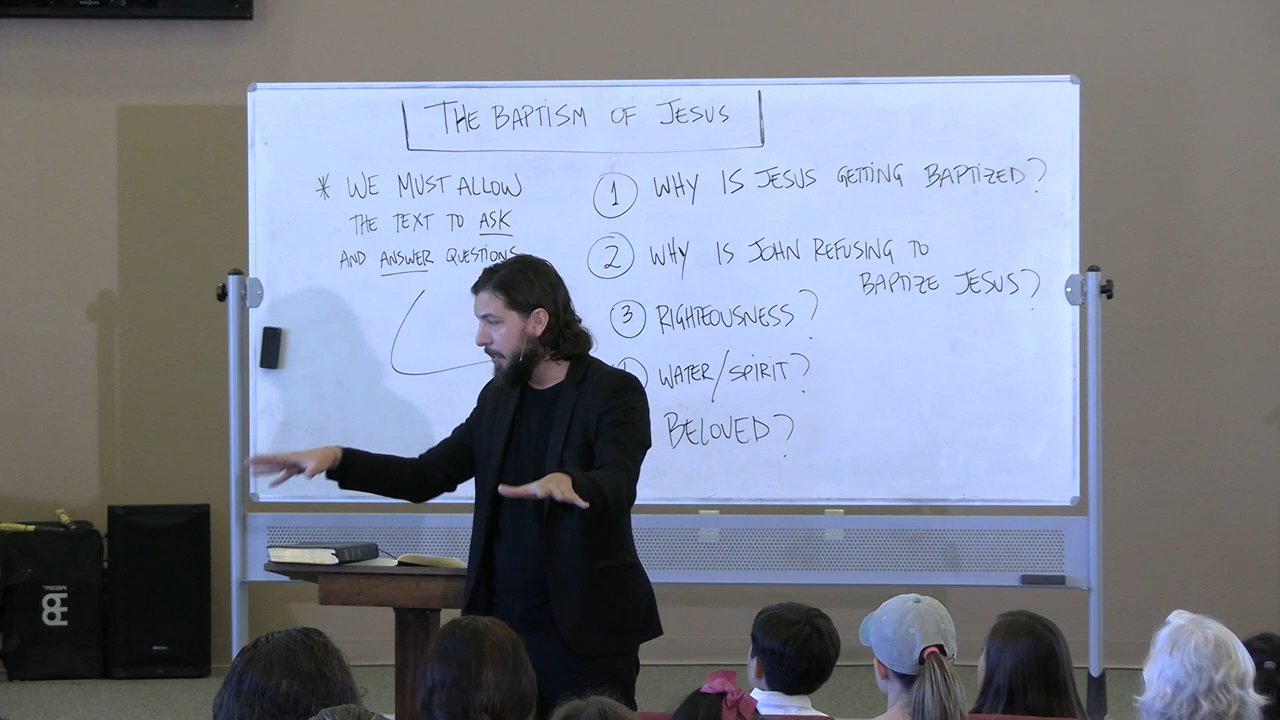 THE BAPTISM OF JESUS
* WE MUST ALLOW
THE TEXT TO ASK
AND ANSWER QUESTIONS
1 WHY IS JESUS GETTING BAPTIZED?
2 WHY IS JOHN REFUSING TO
BAPTIZE JESUS?
3 RIGHTEOUSNESS?
WATER/SPIRIT?
BELOVED?
MEINL